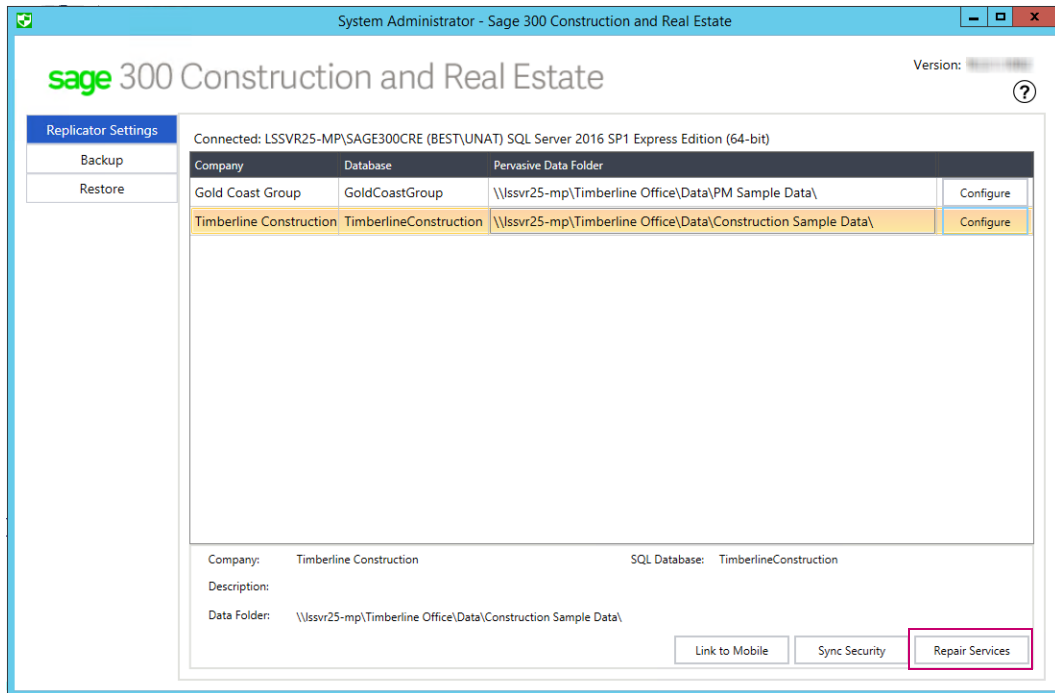 System Administrator - Sage 300 Construction and Real Estate
sage 300 Construction and Real Estate
Version:
?
Replicator Settings
Backup
Restore
Connected: LSSVR25-MP\SAGE300CRE (BEST\UNAT) SQL Server 2016 SP1 Express Edition (64-bit)
Company Database Pervasive Data Folder
Gold Coast Group GoldCoastGroup \\lssvr25-mp\Timberline Office\Data\PM Sample Data\ Configure
Timberline Construction TimberlineConstruction \\lssvr25-mp\Timberline Office\Data\Construction Sample Data\ Configure
Company: Timberline Construction SQL Database: TimberlineConstruction
Description:
Data Folder: \\lssvr25-mp\Timberline Office\Data\Construction Sample Data\
Link to Mobile Sync Security Repair Services